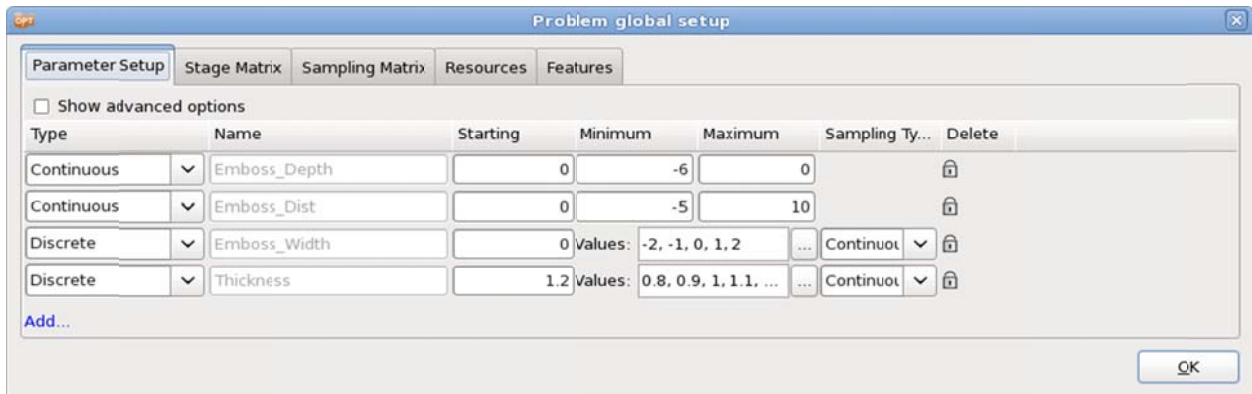 OPT Problem global setup
Parameter Setup Stage Matrix Sampling Matrix Resources Features
Show advanced options
Type Name Starting Minimum Maximum Sampling Ty... Delete
Continuous Emboss_Depth 0 -6 0
Continuous Emboss_Dist 0 -5 10
Discrete Emboss_Width 0 Values: -2, -1, 0, 1, 2 ... Continuou
Discrete Thickness 1.2 Values: 0.8, 0.9, 1, 1.1, ... ... Continuou
Add...
OK